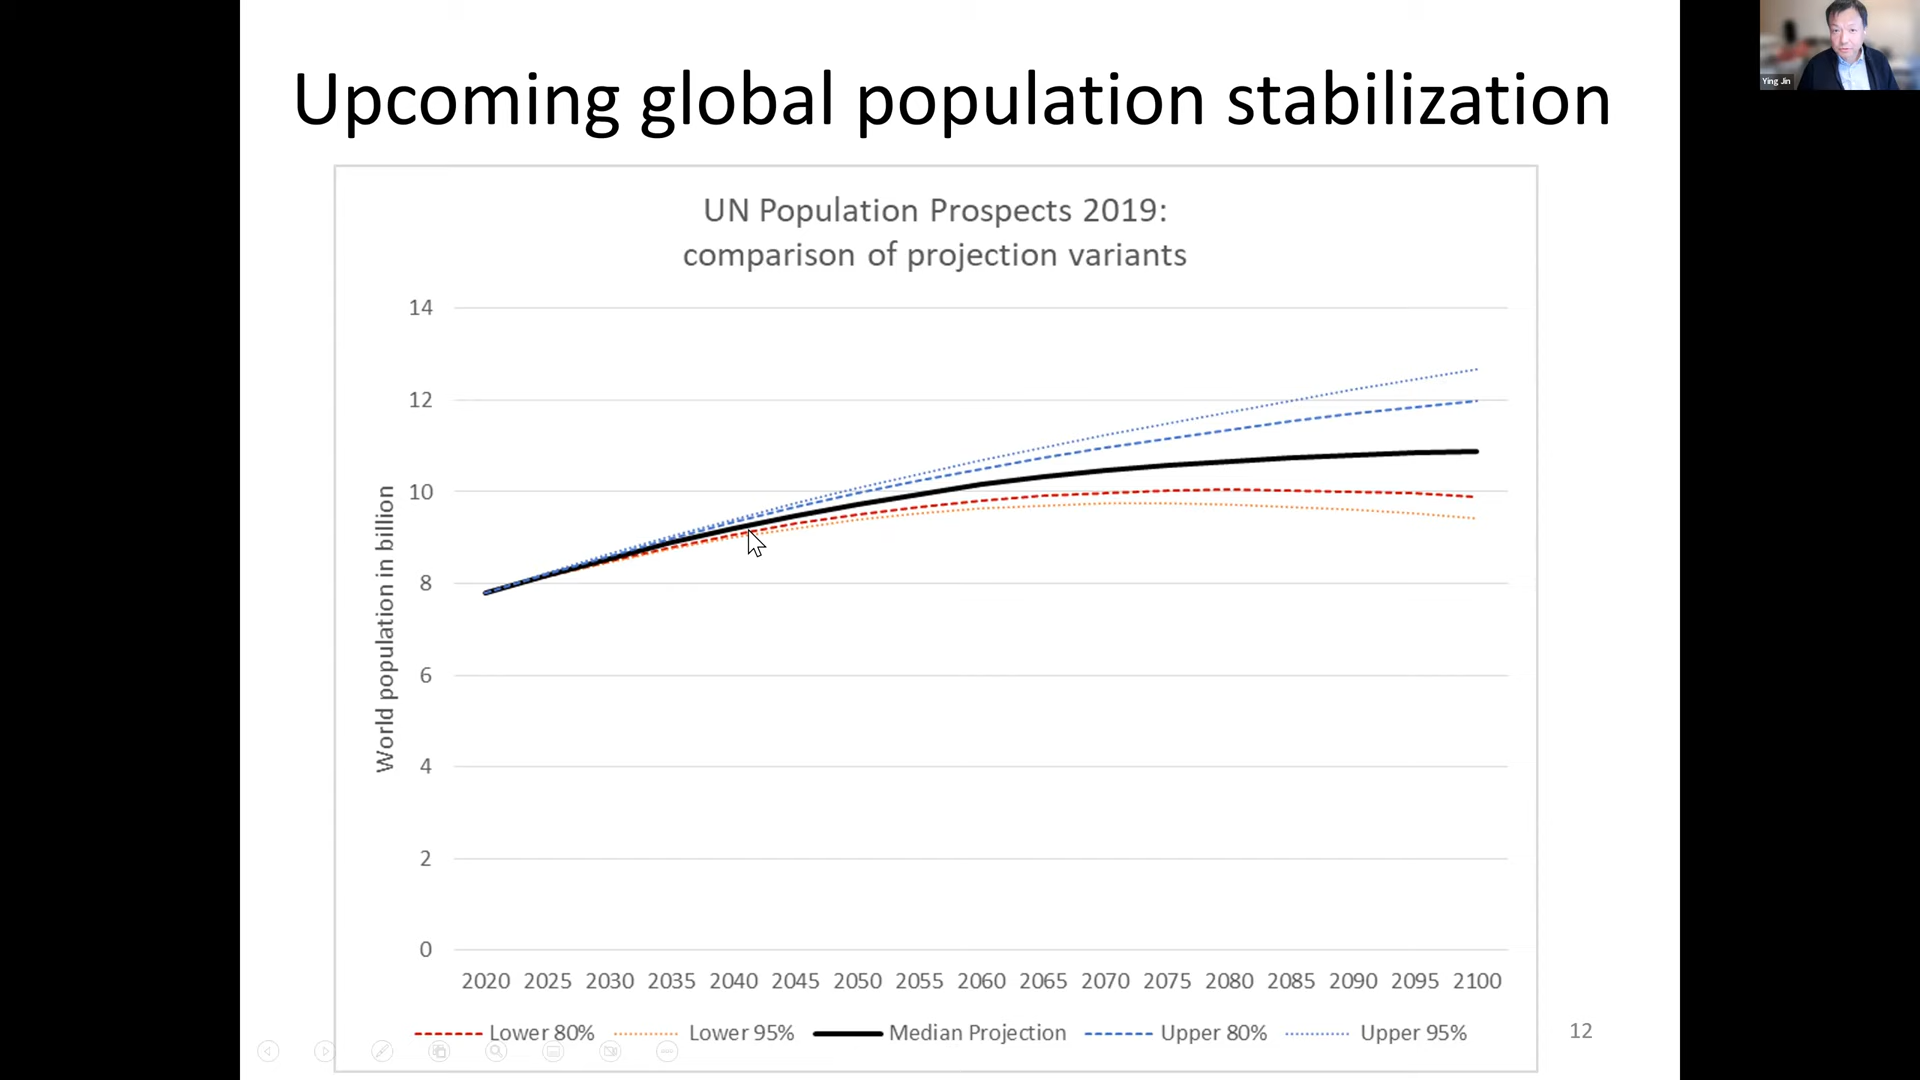 Upcoming global population stabilization
Ying Jin
UN Population Prospects 2019:
comparison of projection variants
World population in billion
14
12
10
8
6
4
2
0
2020 2025 2030 2035 2040 2045 2050 2055 2060 2065 2070 2075 2080 2085 2090 2095 2100
Lower 80% Lower 95% Median Projection Upper 80% Upper 95%
12